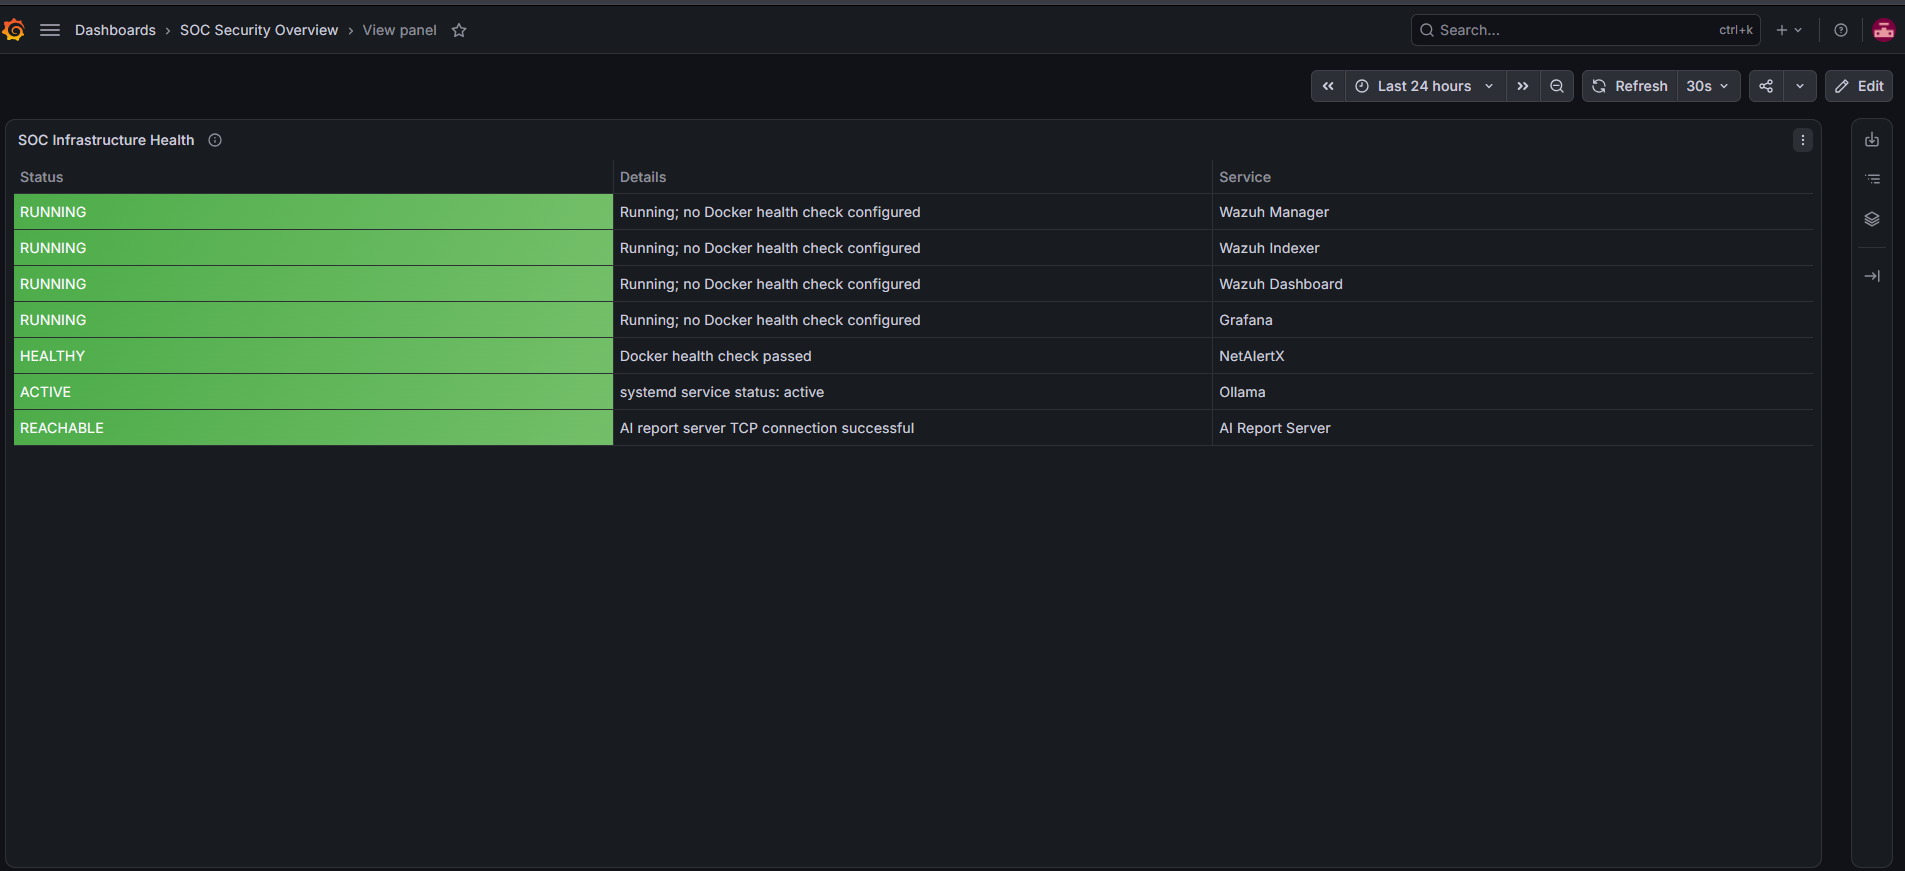 Dashboards › SOC Security Overview › View panel Search... ctrl+k
Last 24 hours Refresh 30s Edit
SOC Infrastructure Health
Status Details Service
RUNNING Running; no Docker health check configured Wazuh Manager
RUNNING Running; no Docker health check configured Wazuh Indexer
RUNNING Running; no Docker health check configured Wazuh Dashboard
RUNNING Running; no Docker health check configured Grafana
HEALTHY Docker health check passed NetAlertX
ACTIVE systemd service status: active Ollama
REACHABLE AI report server TCP connection successful AI Report Server